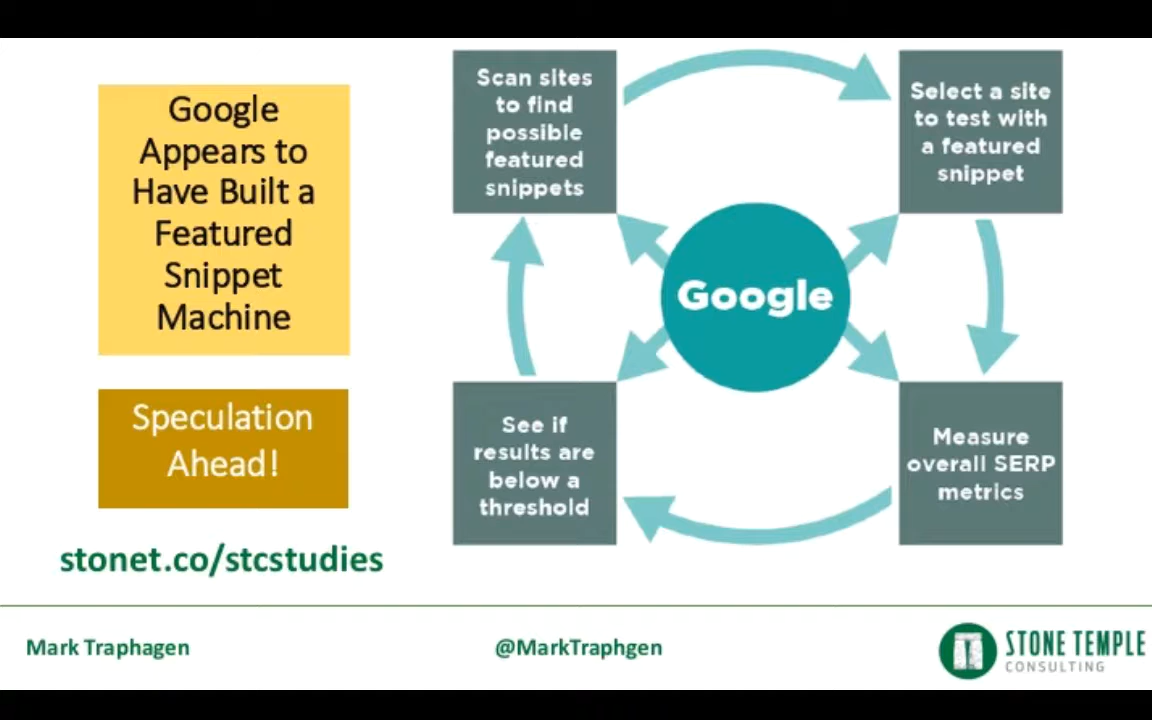 Google
Appears to
Have Built a
Featured
Snippet
Machine
Speculation
Ahead!
stonet.co/stcstudies
Scan sites
to find
possible
featured
snippets
Select a site
to test with
a featured
snippet
Google
See if
results are
below a
threshold
Measure
overall SERP
metrics
Mark Traphagen
@MarkTraphgen
STONE TEMPLE
CONSULTING